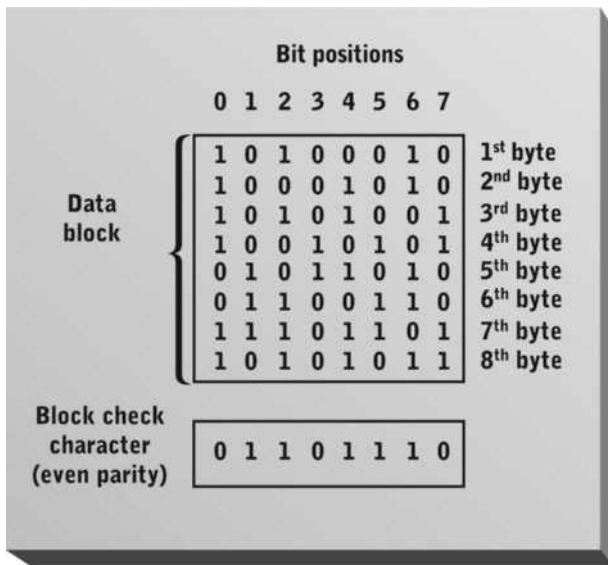 Bit positions
0 1 2 3 4 5 6 7
Data block
1 0 1 0 0 0 1 0 1st byte
1 0 0 0 1 0 1 0 2nd byte
1 0 1 0 1 0 0 1 3rd byte
1 0 0 1 0 1 0 1 4th byte
0 1 0 1 1 0 1 0 5th byte
0 1 1 0 0 1 1 0 6th byte
1 1 1 0 1 1 0 1 7th byte
1 0 1 0 1 0 1 1 8th byte
Block check
character
(even parity)
0 1 1 0 1 1 1 0